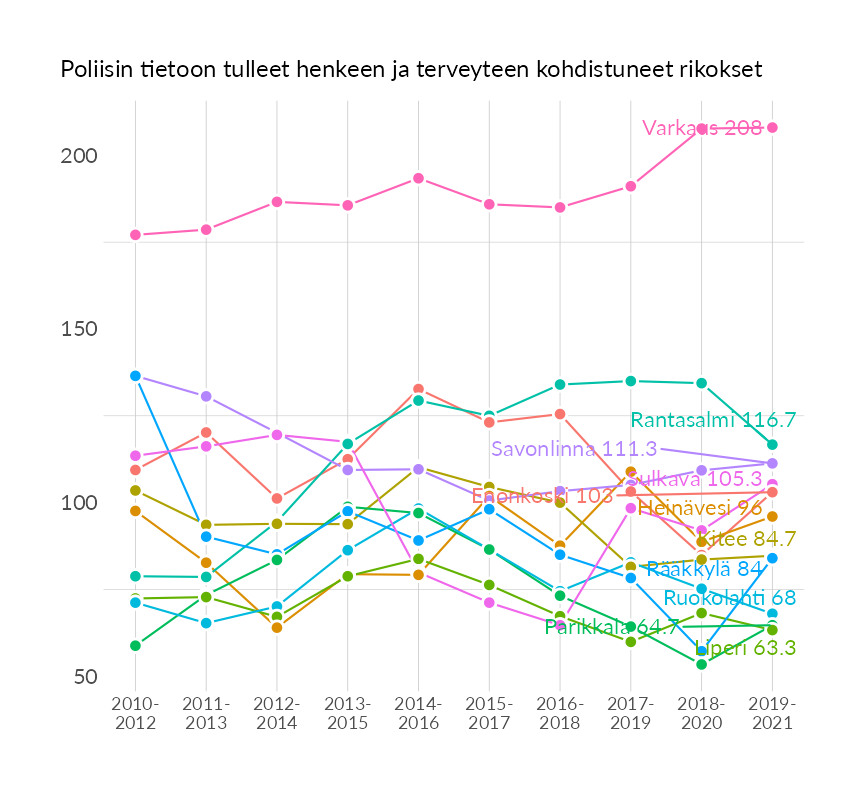 Poliisin tietoon tulleet henkeen ja terveyteen kohdistuneet rikokset
Varkaus 208
200
150
Rantasalmi 116.7
Savonlinna 111.3
Sulkava 105.3
Enonkoski 103
100
Heinävesi 96
Kitee 84.7
Rääkkylä 84
Ruokolahti 68
Parikkala 64.7
Liperi 63.3
50
2010-
2012
2011-
2013
2012-
2014
2013-
2015
2014-
2016
2015-
2017
2016-
2018
2017-
2019
2018-
2020
2019-
2021